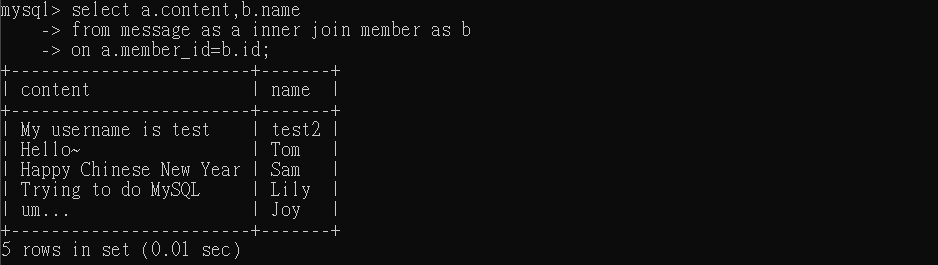 mysql> select a.content,b.name
    -> from message as a inner join member as b
    -> on a.member_id=b.id;
+------------------------+-------+
| content                | name  |
+------------------------+-------+
| My username is test    | test2 |
| Hello~                 | Tom   |
| Happy Chinese New Year | Sam   |
| Trying to do MySQL     | Lily  |
| um...                  | Joy   |
+------------------------+-------+
5 rows in set (0.01 sec)